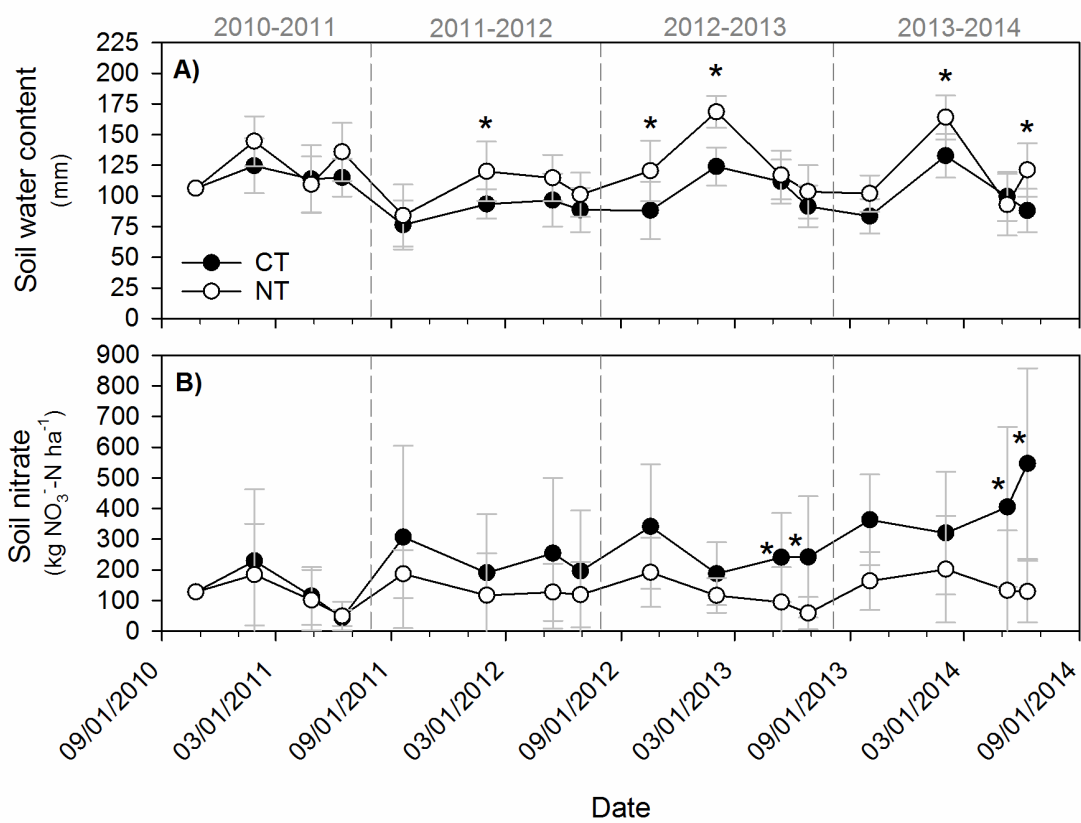 2010-2011 2011-2012 2012-2013 2013-2014
A)
Soil water content
(mm)
225
200
175
150
125
100
75
50
25
0
* * * * *
CT
NT
B)
Soil nitrate
(kg NO₃⁻-N ha⁻¹)
900
800
700
600
500
400
300
200
100
0
* * * *
09/01/2010 03/01/2011 09/01/2011 03/01/2012 09/01/2012 03/01/2013 09/01/2013 03/01/2014 09/01/2014
Date